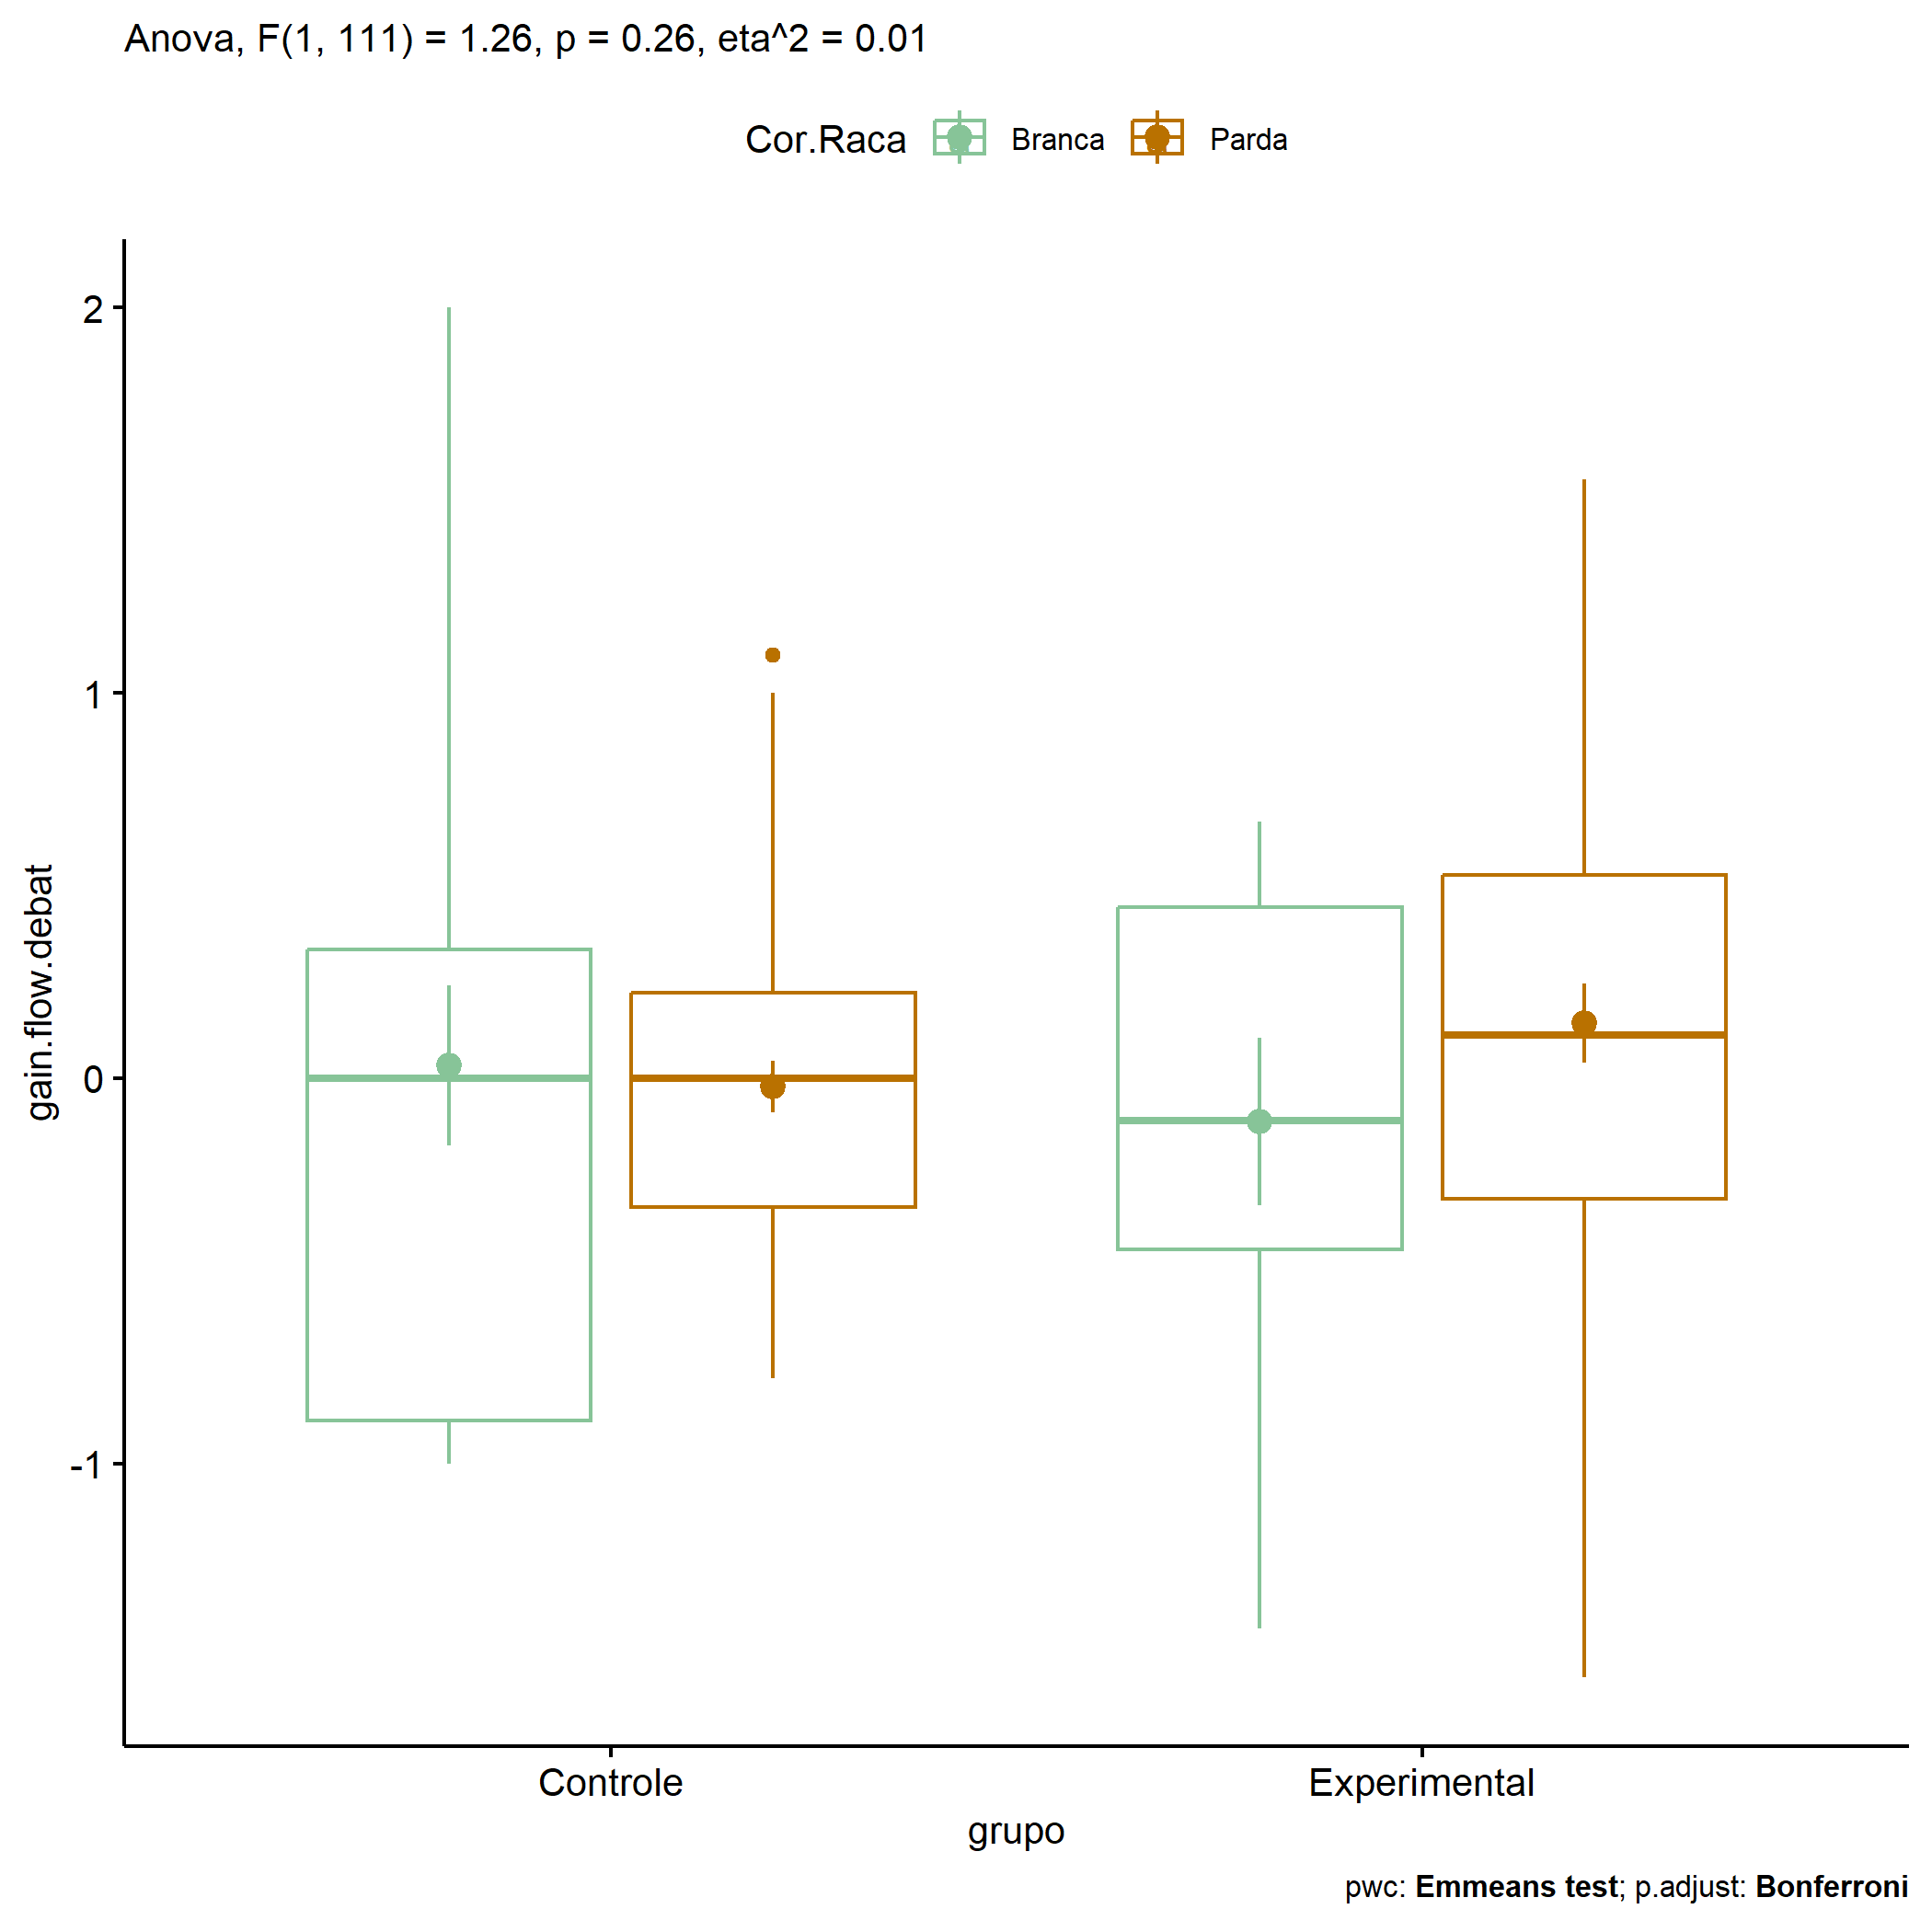 Anova, F(1, 111) = 1.26, p = 0.26, eta^2 = 0.01
Cor.Raca Branca Parda
gain.flow.debat
2
1
0
-1
Controle Experimental
grupo
pwc: Emmeans test; p.adjust: Bonferroni